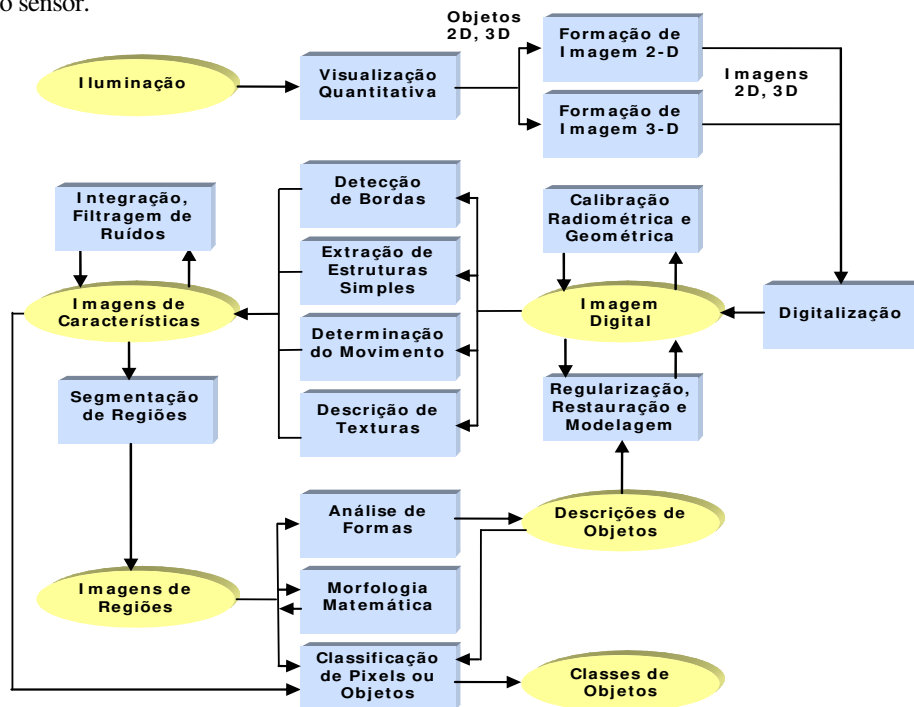 o sensor.
Objetos
2D, 3D
Iluminação
Visualização
Quantitativa
Formação de
Imagem 2-D
Imagens
2D, 3D
Formação de
Imagem 3-D
Integração,
Filtragem de
Ruídos
Detecção
de Bordas
Calibração
Radiométrica e
Geométrica
Extração de
Estruturas
Simples
Imagens de
Características
Imagem
Digital
Digitalização
Determinação
do Movimento
Segmentação
de Regiões
Descrição de
Texturas
Regularização,
Restauração e
Modelagem
Análise de
Formas
Descrições de
Objetos
Imagens de
Regiões
Morfologia
Matemática
Classificação
de Pixels ou
Objetos
Classes de
Objetos